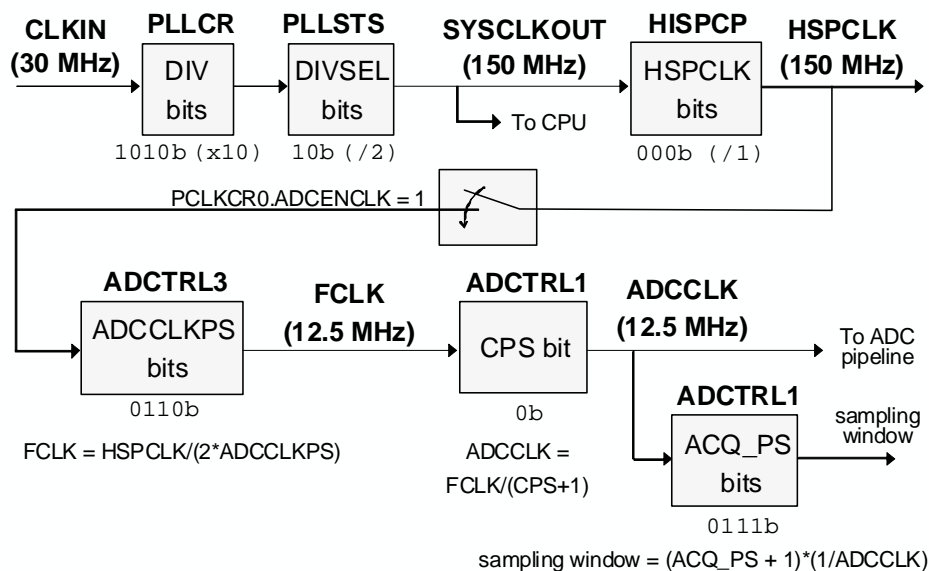 CLKIN
(30 MHz)
PLLCR
DIV
bits
1010b (x10)
PLLSTS
DIVSEL
bits
10b (/2)
SYSCLKOUT
(150 MHz)
To CPU
HISPCP
HSPCLK
bits
000b (/1)
HSPCLK
(150 MHz)
PCLKCR0.ADCENCLK = 1
ADCTRL3
ADCCLKPS
bits
0110b
FCLK = HSPCLK/(2*ADCCLKPS)
FCLK
(12.5 MHz)
ADCTRL1
CPS bit
0b
ADCCLK =
FCLK/(CPS+1)
ADCCLK
(12.5 MHz)
To ADC
pipeline
ADCTRL1
ACQ_PS
bits
0111b
sampling
window
sampling window = (ACQ_PS + 1)*(1/ADCCLK)